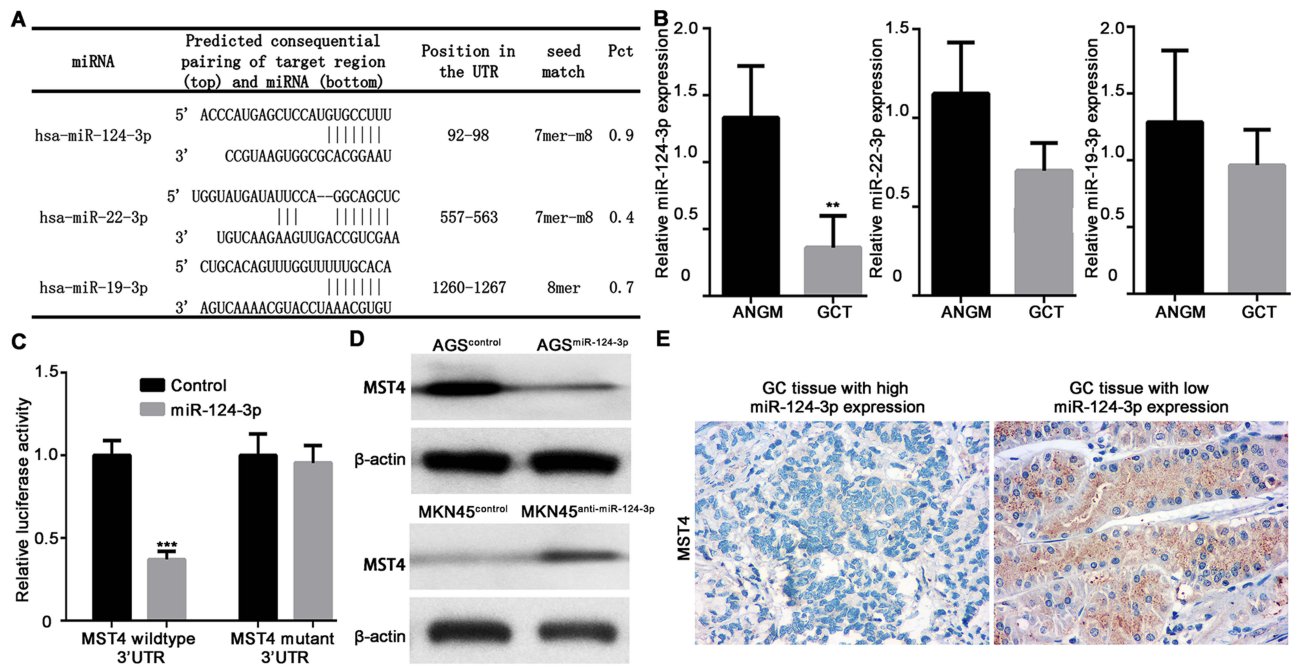 A
miRNA
Predicted consequential
pairing of target region
(top) and miRNA (bottom)
Position in
the UTR
seed
match
Pct
hsa-miR-124-3p
5' ACCCAUGAGCUCCAUGUGCCUUU
3' CCGUAAGUGGCGCACGGAAU
92-98
7mer-m8
0.9
hsa-miR-22-3p
5' UGGUAUGAUAUUCCA--GGCAGCUC
3' UGUCAAGAAGUUGACCGUCGAA
557-563
7mer-m8
0.4
hsa-miR-19-3p
5' CUGCACAGUUUGGUUUUUGCACA
3' AGUCAAAACGUACCUAAACGUGU
1260-1267
8mer
0.7
B
Relative miR-124-3p expression
2.0
1.5
1.0
0.5
0
**
ANGM
GCT
Relative miR-22-3p expression
1.5
1.0
0.5
0
ANGM
GCT
Relative miR-19-3p expression
2.0
1.5
1.0
0.5
0
ANGM
GCT
C
Relative luciferase activity
1.5
1.0
0.5
0
Control
miR-124-3p
***
MST4 wildtype
3'UTR
MST4 mutant
3'UTR
D
AGScontrol
AGSmiR-124-3p
MST4
β-actin
MKN45control
MKN45anti-miR-124-3p
MST4
β-actin
E
GC tissue with high
miR-124-3p expression
GC tissue with low
miR-124-3p expression
MST4